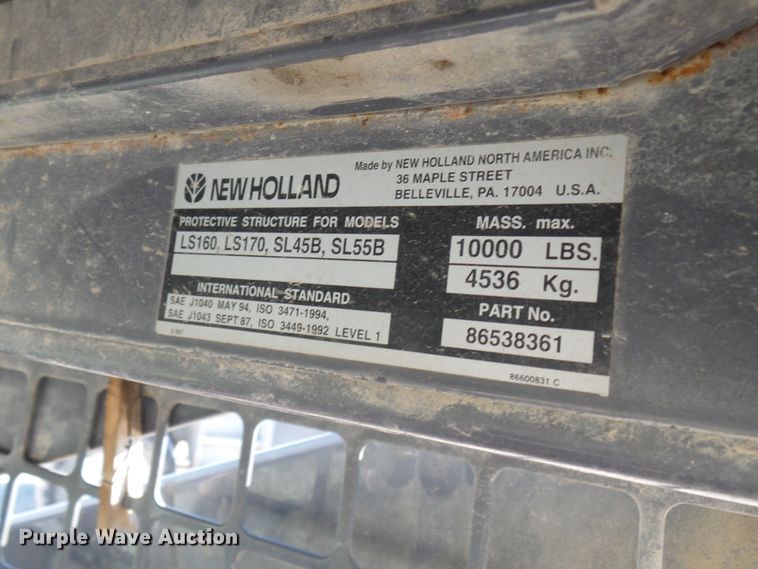 NEW HOLLAND
Made by NEW HOLLAND NORTH AMERICA INC.
36 MAPLE STREET
BELLEVILLE, PA. 17004 U.S.A.
PROTECTIVE STRUCTURE FOR MODELS
LS160, LS170, SL45B, SL55B
INTERNATIONAL STANDARD
SAE J1040 MAY 94, ISO 3471-1994,
SAE J1043 SEPT 87, ISO 3449-1992 LEVEL 1
MASS. max.
10000 LBS.
4536 Kg.
PART No.
86538361
86600831 C
Purple Wave Auction